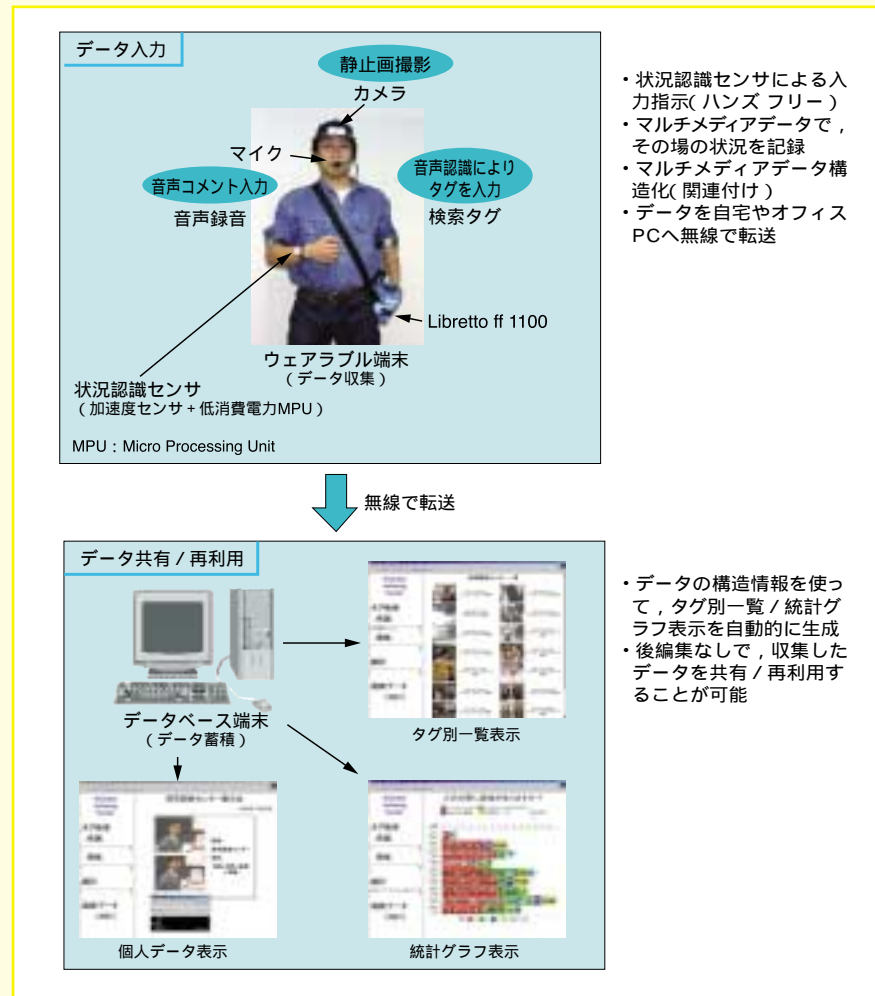 データ入力
静止画撮影
カメラ
マイク
音声コメント入力
音声録音
音声認識により
タグを入力
検索タグ
Libretto ff 1100
ウェアラブル端末
(データ収集)
状況認識センサ
(加速度センサ+低消費電力MPU)
MPU:Micro Processing Unit
・状況認識センサによる入
力指示(ハンズ フリー)
・マルチメディアデータで,
その場の状況を記録
・マルチメディアデータ構
造化(関連付け)
・データを自宅やオフィス
PCへ無線で転送
無線で転送
データ共有/再利用
データベース端末
(データ蓄積)
タグ別一覧表示
個人データ表示
統計グラフ表示
・データの構造情報を使っ
て,タグ別一覧/統計グ
ラフ表示を自動的に生成
・後編集なしで,収集した
データを共有/再利用す
ることが可能